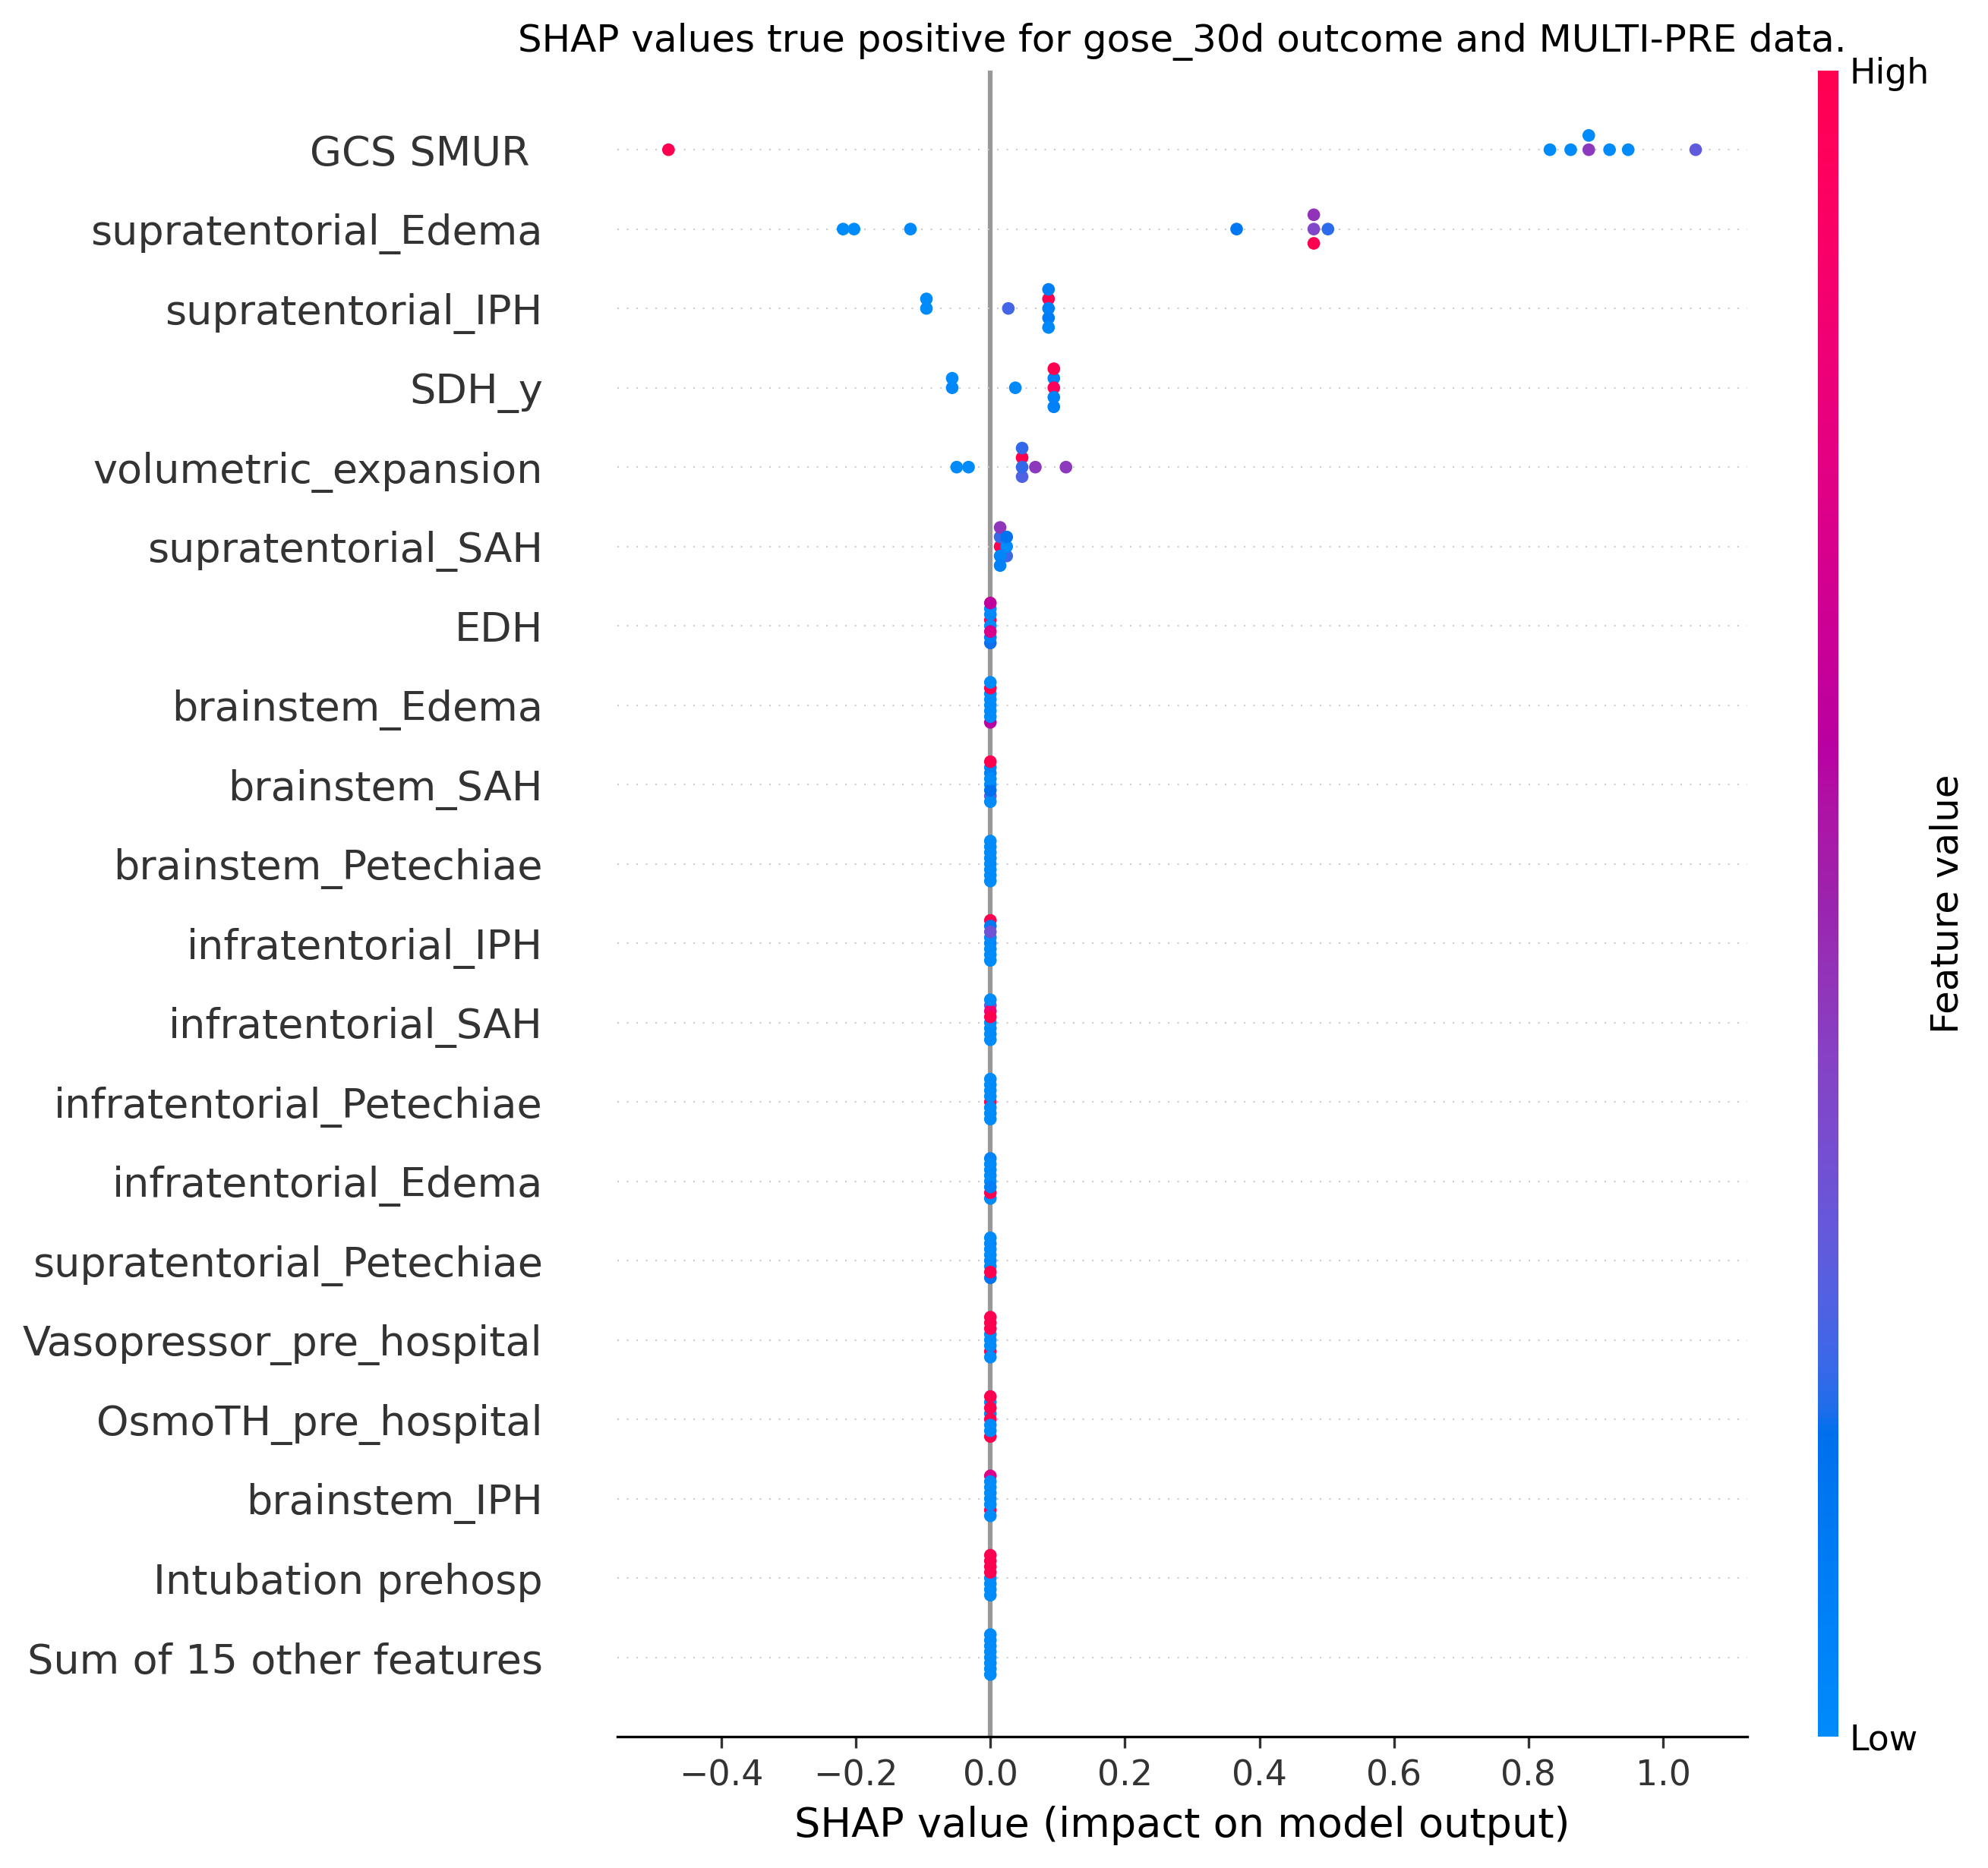 SHAP values true positive for gose_30d outcome and MULTI-PRE data.
High
GCS SMUR
supratentorial_Edema
supratentorial_IPH
SDH_y
volumetric_expansion
supratentorial_SAH
EDH
brainstem_Edema
brainstem_SAH
brainstem_Petechiae
infratentorial_IPH
infratentorial_SAH
infratentorial_Petechiae
infratentorial_Edema
supratentorial_Petechiae
Vasopressor_pre_hospital
OsmoTH_pre_hospital
brainstem_IPH
Intubation prehosp
Sum of 15 other features
Feature value
Low
−0.4 −0.2 0.0 0.2 0.4 0.6 0.8 1.0
SHAP value (impact on model output)